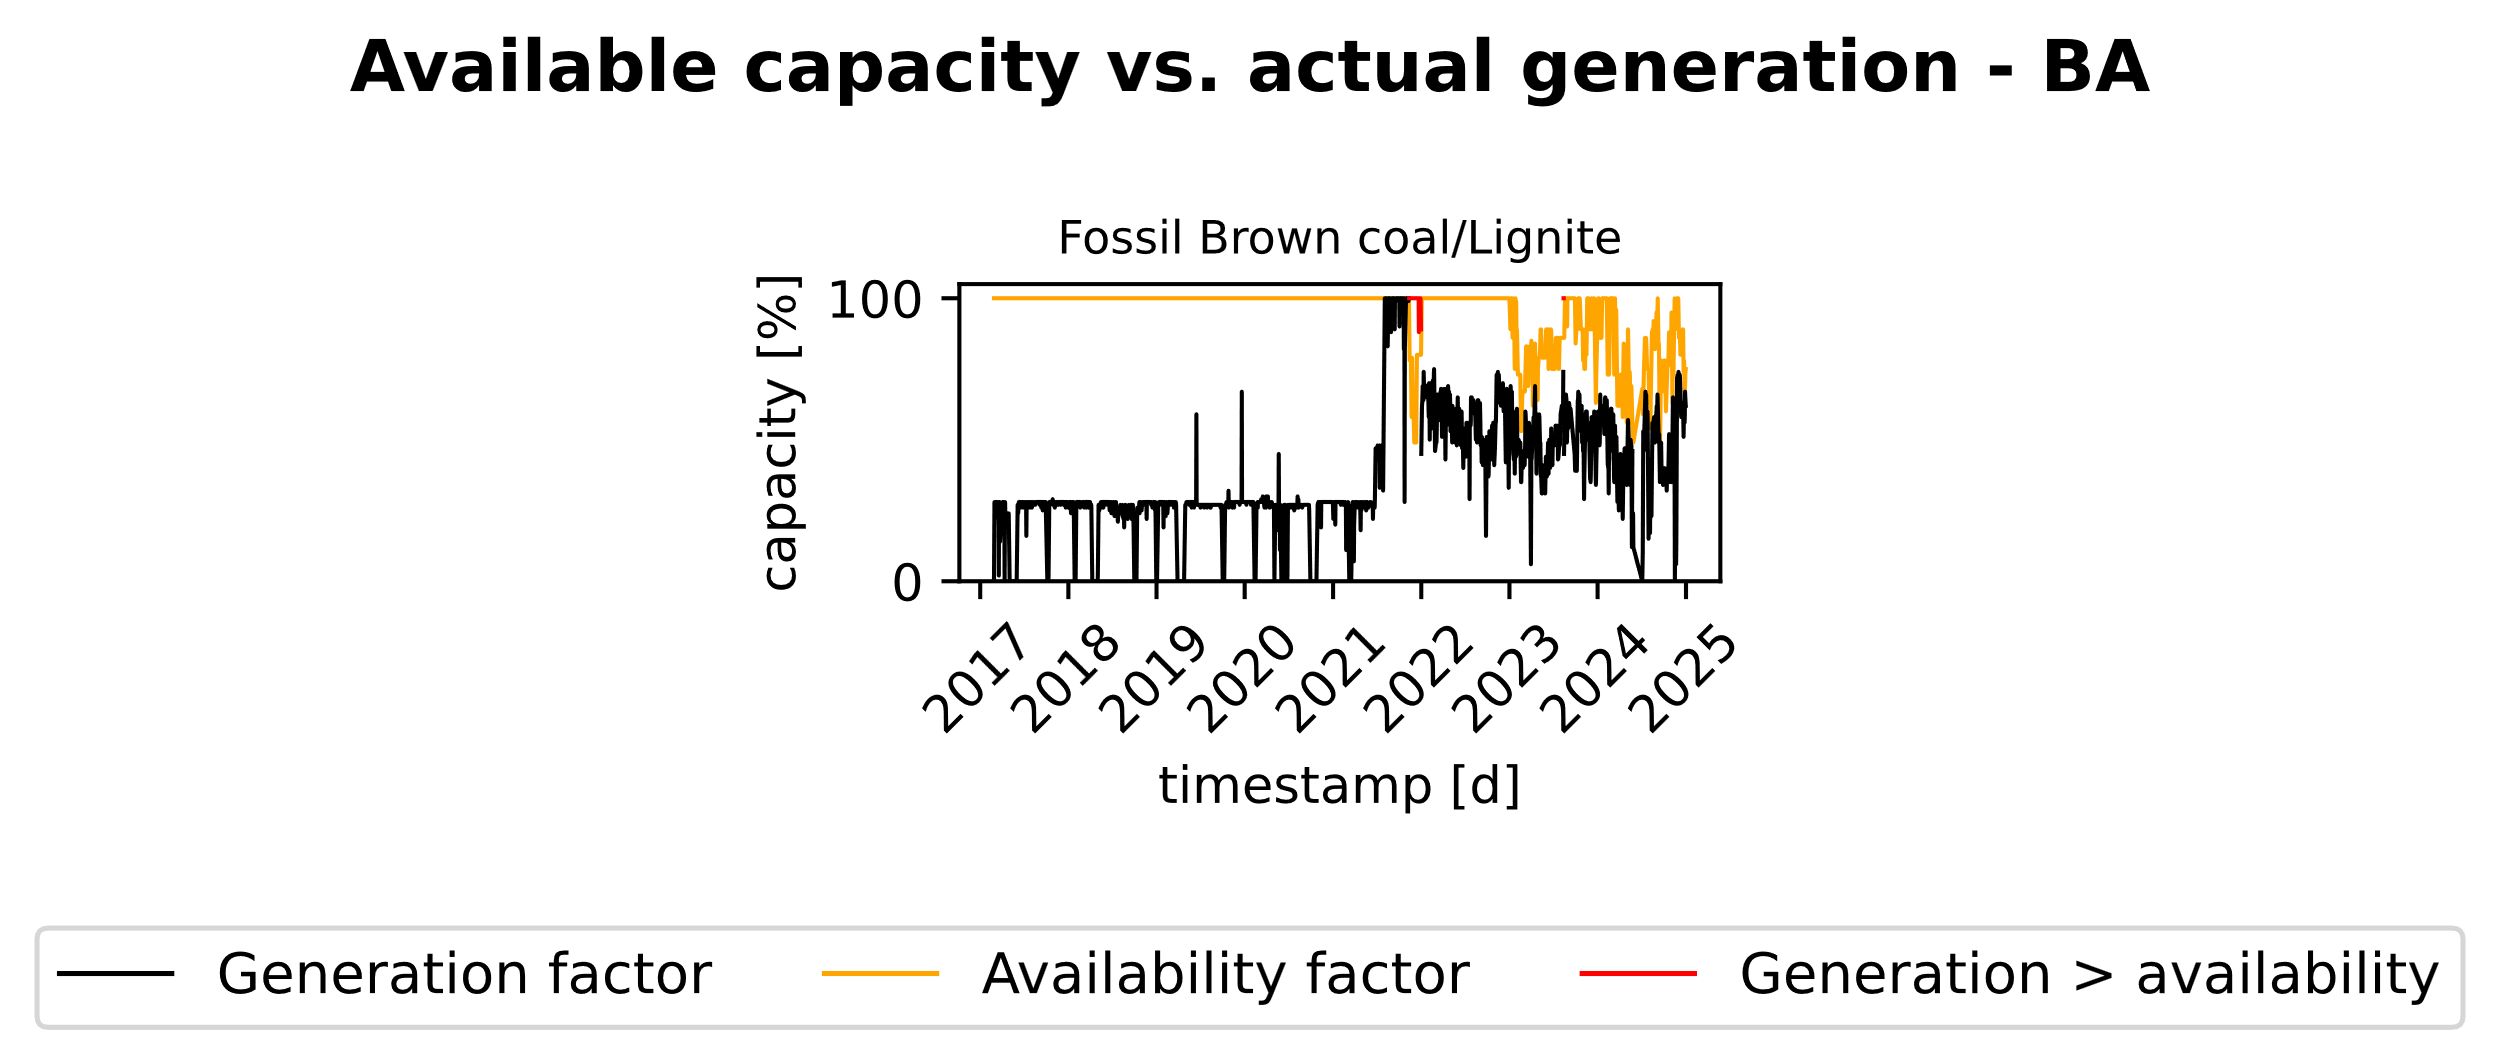 Available capacity vs. actual generation - BA
Fossil Brown coal/Lignite
capacity [%]
100
0
2017
2018
2019
2020
2021
2022
2023
2024
2025
timestamp [d]
Generation factor
Availability factor
Generation > availability